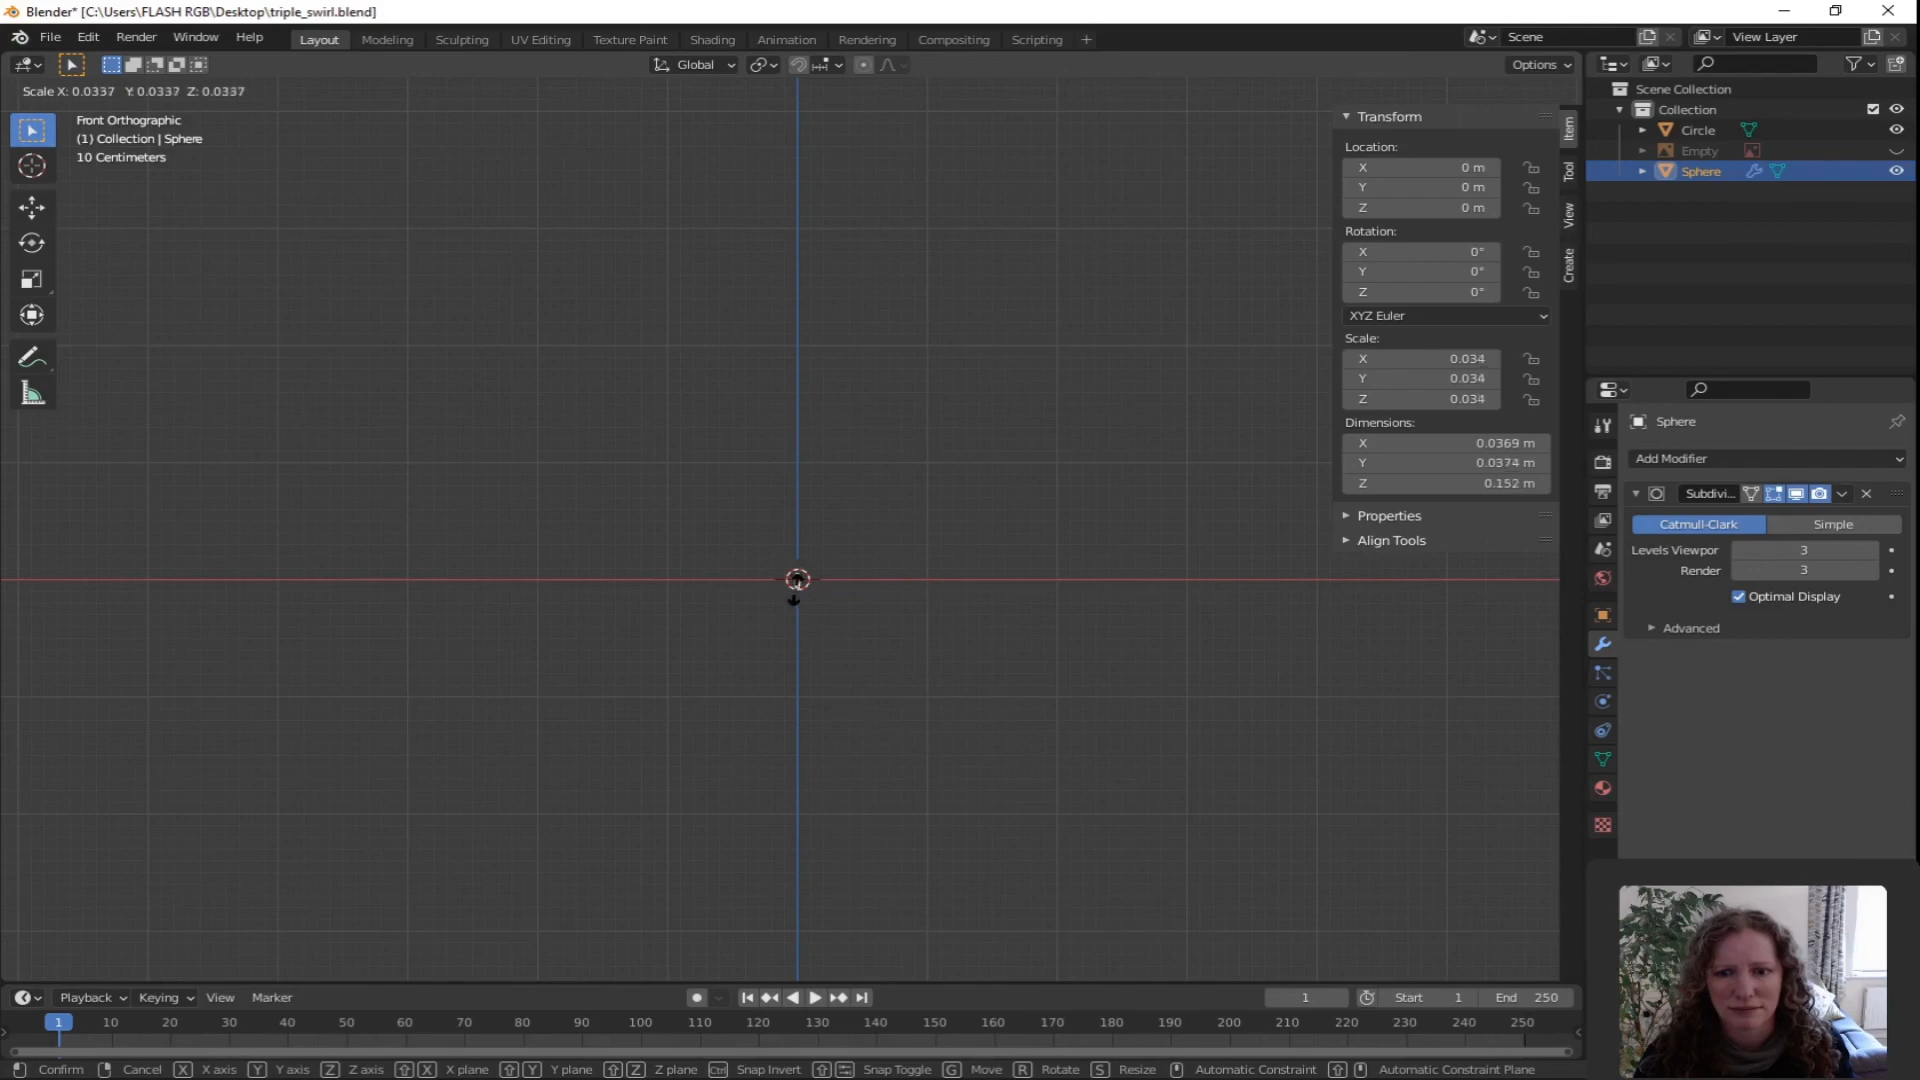 Blender* [C:\Users\FLASH RGB\Desktop\triple_swirl.blend]
File Edit Render Window Help
Layout Modeling Sculpting UV Editing Texture Paint Shading Animation Rendering Compositing Scripting +
Scene
View Layer
Global
Options
Scale X: 0.0337 Y: 0.0337 Z: 0.0337
Front Orthographic
(1) Collection | Sphere
10 Centimeters
Transform
Location:
X 0 m
Y 0 m
Z 0 m
Rotation:
X 0°
Y 0°
Z 0°
XYZ Euler
Scale:
X 0.034
Y 0.034
Z 0.034
Dimensions:
X 0.0369 m
Y 0.0374 m
Z 0.152 m
Properties
Align Tools
Item
Tool
View
Create
Scene Collection
Collection
Circle
Empty
Sphere
Sphere
Add Modifier
Subdivi...
Catmull-Clark Simple
Levels Viewpor 3
Render 3
Optimal Display
Advanced
Playback Keying View Marker
1 Start 1 End 250
1 10 20 30 40 50 60 70 80 90 100 110 120 130 140 150 160 170 180 190 200 210 220 230 240 250
Confirm Cancel X X axis Y Y axis Z Z axis X X plane Y Y plane Z Z plane Ctrl Snap Invert Snap Toggle G Move R Rotate S Resize Automatic Constraint Automatic Constraint Plane